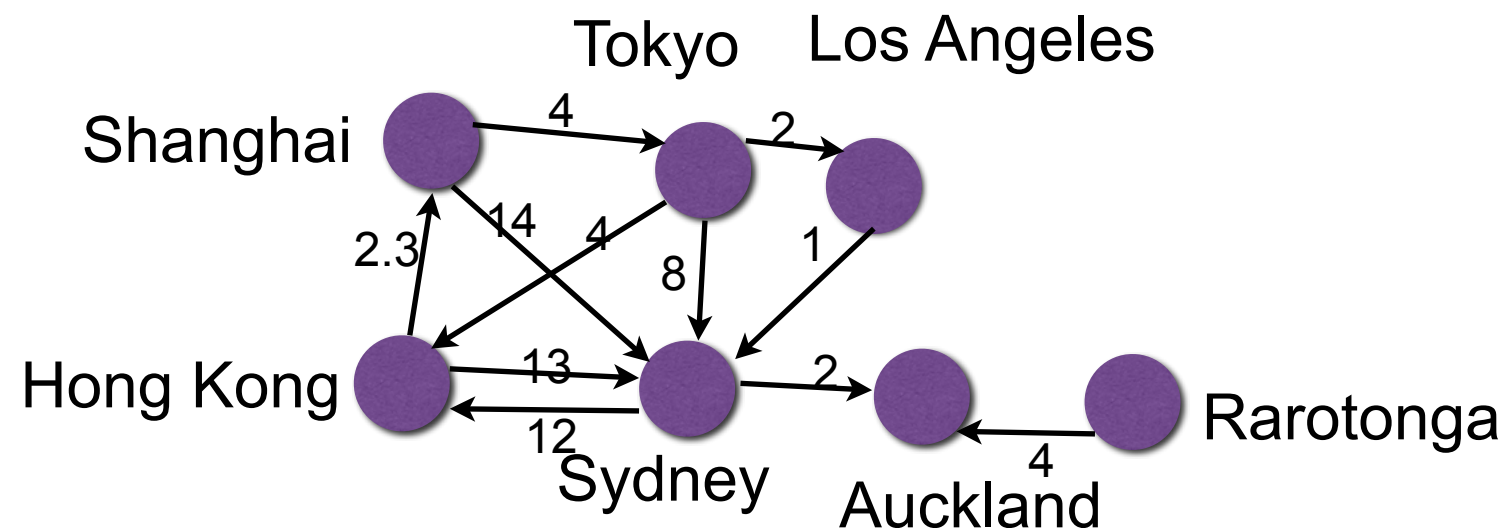 Tokyo
Los Angeles
Shanghai
4
2
14
4
2.3
8
1
Hong Kong
13
2
12
Sydney
Auckland
4
Rarotonga